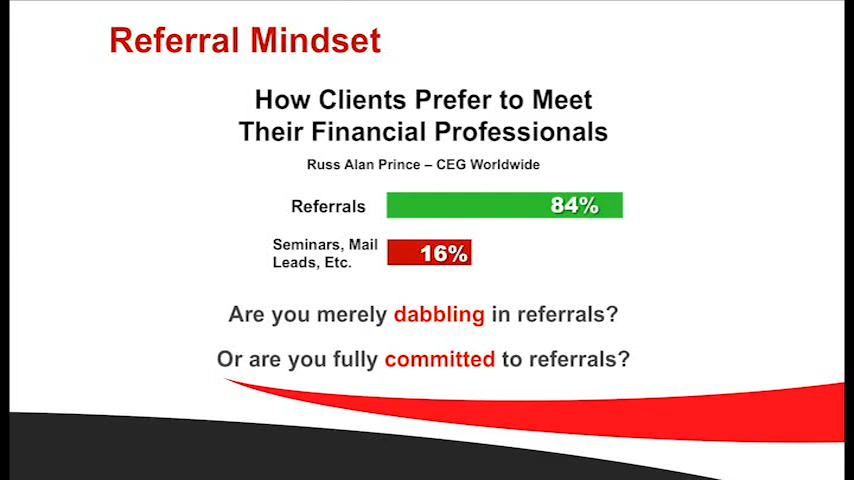 Referral Mindset
How Clients Prefer to Meet
Their Financial Professionals
Russ Alan Prince – CEG Worldwide
Referrals 84%
Seminars, Mail
Leads, Etc. 16%
Are you merely dabbling in referrals?
Or are you fully committed to referrals?